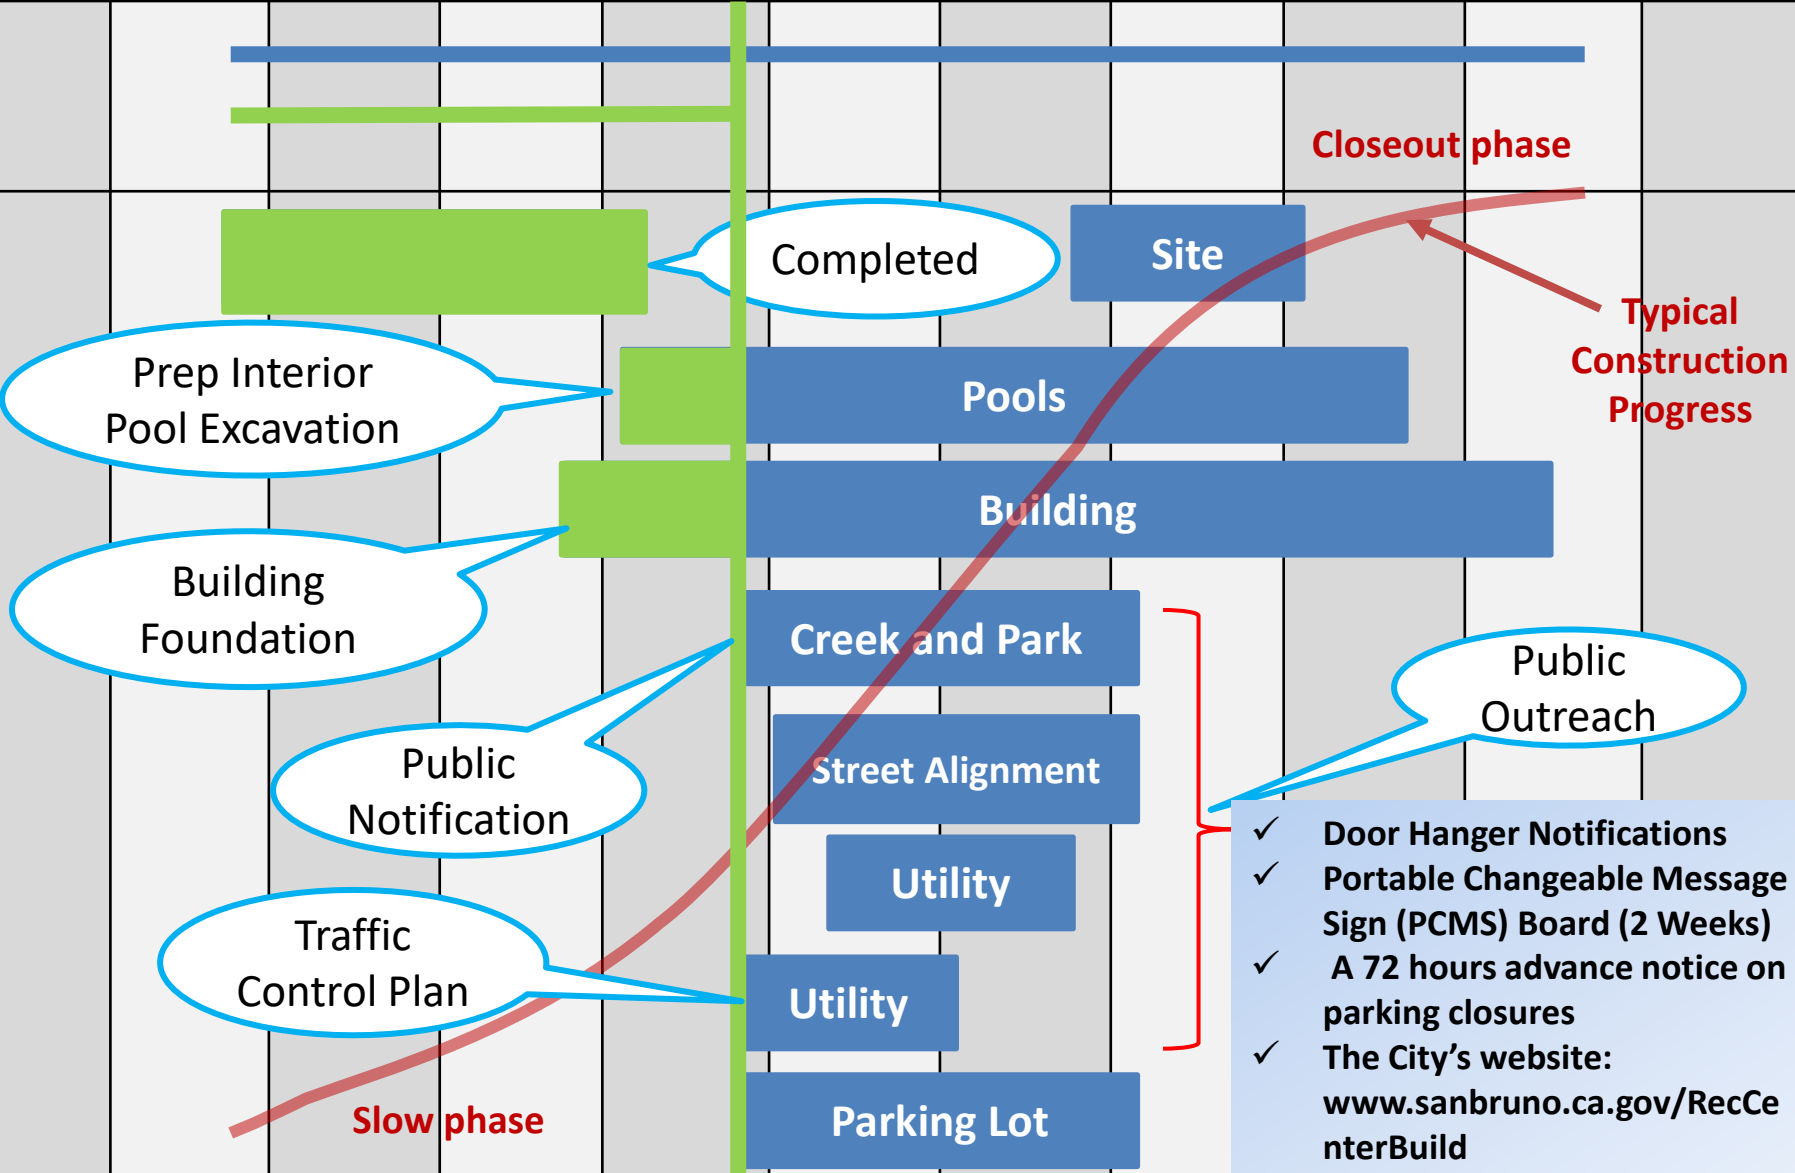 Closeout phase
Completed
Site
Typical
Construction
Progress
Prep Interior
Pool Excavation
Pools
Building
Building
Foundation
Creek and Park
Public
Outreach
Public
Notification
Street Alignment
✓ Door Hanger Notifications
✓ Portable Changeable Message
Sign (PCMS) Board (2 Weeks)
✓ A 72 hours advance notice on
parking closures
✓ The City’s website:
www.sanbruno.ca.gov/RecCe
nterBuild
Utility
Traffic
Control Plan
Utility
Slow phase
Parking Lot